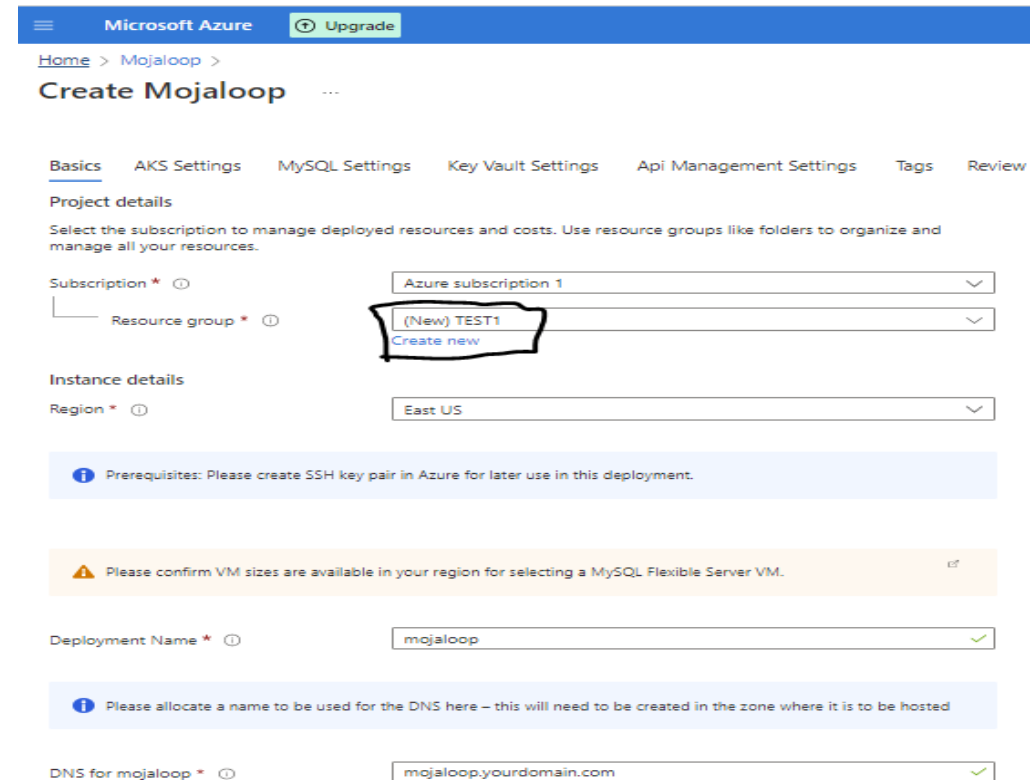 Microsoft Azure Upgrade
Home > Mojaloop >
Create Mojaloop ...
Basics AKS Settings MySQL Settings Key Vault Settings Api Management Settings Tags Review
Project details
Select the subscription to manage deployed resources and costs. Use resource groups like folders to organize and
manage all your resources.
Subscription * Azure subscription 1
Resource group * (New) TEST1
Create new
Instance details
Region * East US
Prerequisites: Please create SSH key pair in Azure for later use in this deployment.
Please confirm VM sizes are available in your region for selecting a MySQL Flexible Server VM.
Deployment Name * mojaloop
Please allocate a name to be used for the DNS here – this will need to be created in the zone where it is to be hosted
DNS for mojaloop * mojaloop.yourdomain.com